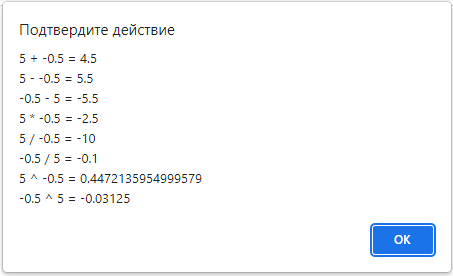 Подтвердите действие
5 + -0.5 = 4.5
5 - -0.5 = 5.5
-0.5 - 5 = -5.5
5 * -0.5 = -2.5
5 / -0.5 = -10
-0.5 / 5 = -0.1
5 ^ -0.5 = 0.4472135954999579
-0.5 ^ 5 = -0.03125
ОК